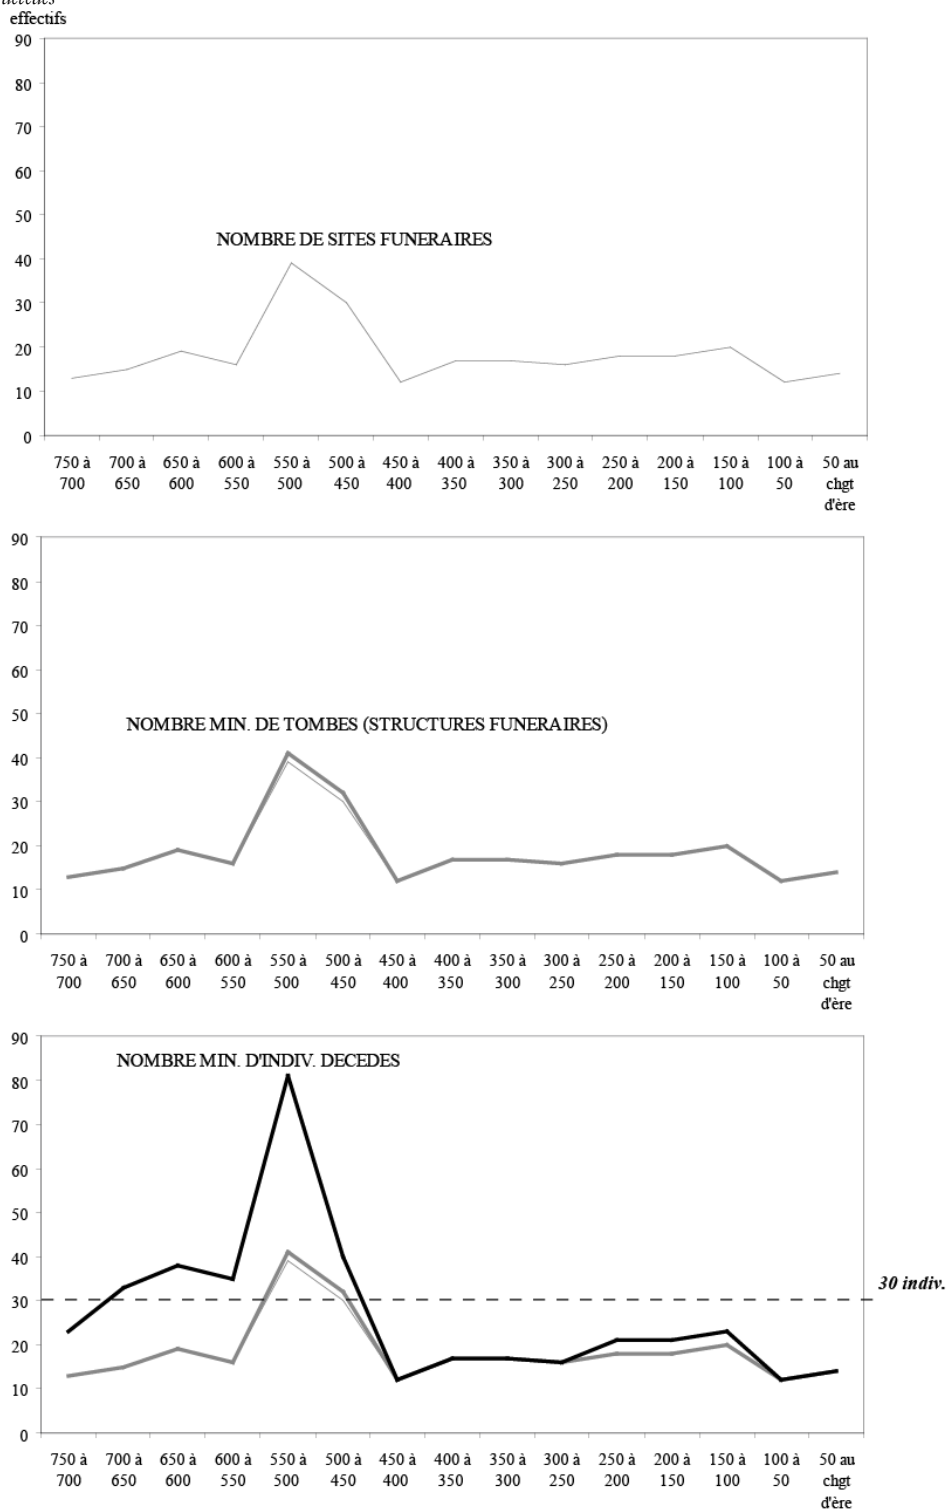 effectifs
90
80
70
60
50
NOMBRE DE SITES FUNERAIRES
40
30
20
10
0
750 à 700 à 650 à 600 à 550 à 500 à 450 à 400 à 350 à 300 à 250 à 200 à 150 à 100 à 50 au
700 650 600 550 500 450 400 350 300 250 200 150 100 50 chgt
d'ère
90
80
70
60
50
NOMBRE MIN. DE TOMBES (STRUCTURES FUNERAIRES)
40
30
20
10
0
750 à 700 à 650 à 600 à 550 à 500 à 450 à 400 à 350 à 300 à 250 à 200 à 150 à 100 à 50 au
700 650 600 550 500 450 400 350 300 250 200 150 100 50 chgt
d'ère
90
NOMBRE MIN. D'INDIV. DECEDES
80
70
60
50
40
30 indiv.
30
20
10
0
750 à 700 à 650 à 600 à 550 à 500 à 450 à 400 à 350 à 300 à 250 à 200 à 150 à 100 à 50 au
700 650 600 550 500 450 400 350 300 250 200 150 100 50 chgt
d'ère